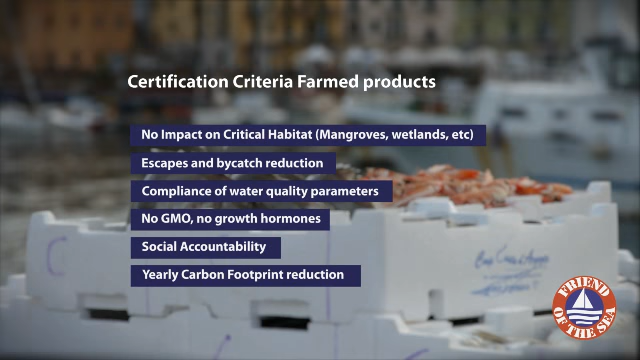 Certification Criteria Farmed products
No Impact on Critical Habitat (Mangroves, wetlands, etc)
Escapes and bycatch reduction
Compliance of water quality parameters
No GMO, no growth hormones
Social Accountability
Yearly Carbon Footprint reduction
FRIEND
OF THE SEA